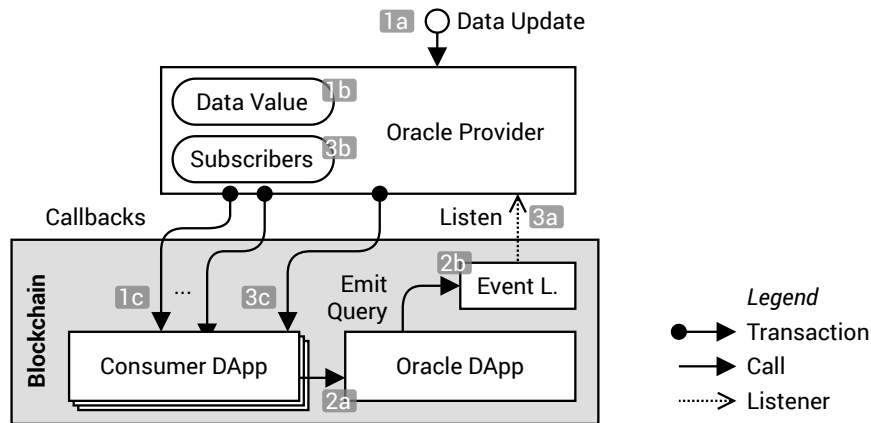 1a Data Update
Data Value 1b
Oracle Provider
Subscribers 3b
Callbacks
Listen 3a
Blockchain
1c
...
3c
Emit
Query
2b
Event L.
Consumer DApp
2a
Oracle DApp
Legend
Transaction
Call
Listener